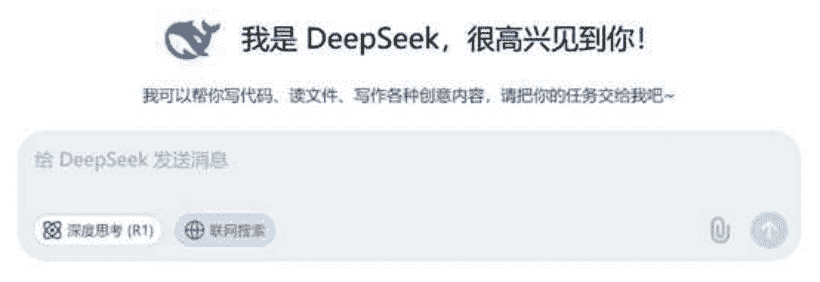 我是 DeepSeek，很高兴见到你！
我可以帮你写代码、读文件、写作各种创意内容，请把你的任务交给我吧~
给 DeepSeek 发送消息
深度思考 (R1) 联网搜索